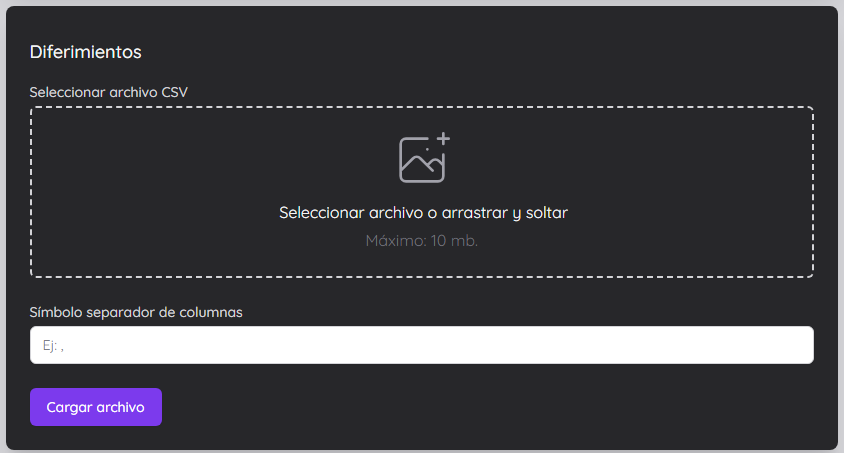 Diferimientos
Seleccionar archivo CSV
Seleccionar archivo o arrastrar y soltar
Máximo: 10 mb.
Símbolo separador de columnas
Ej: ,
Cargar archivo